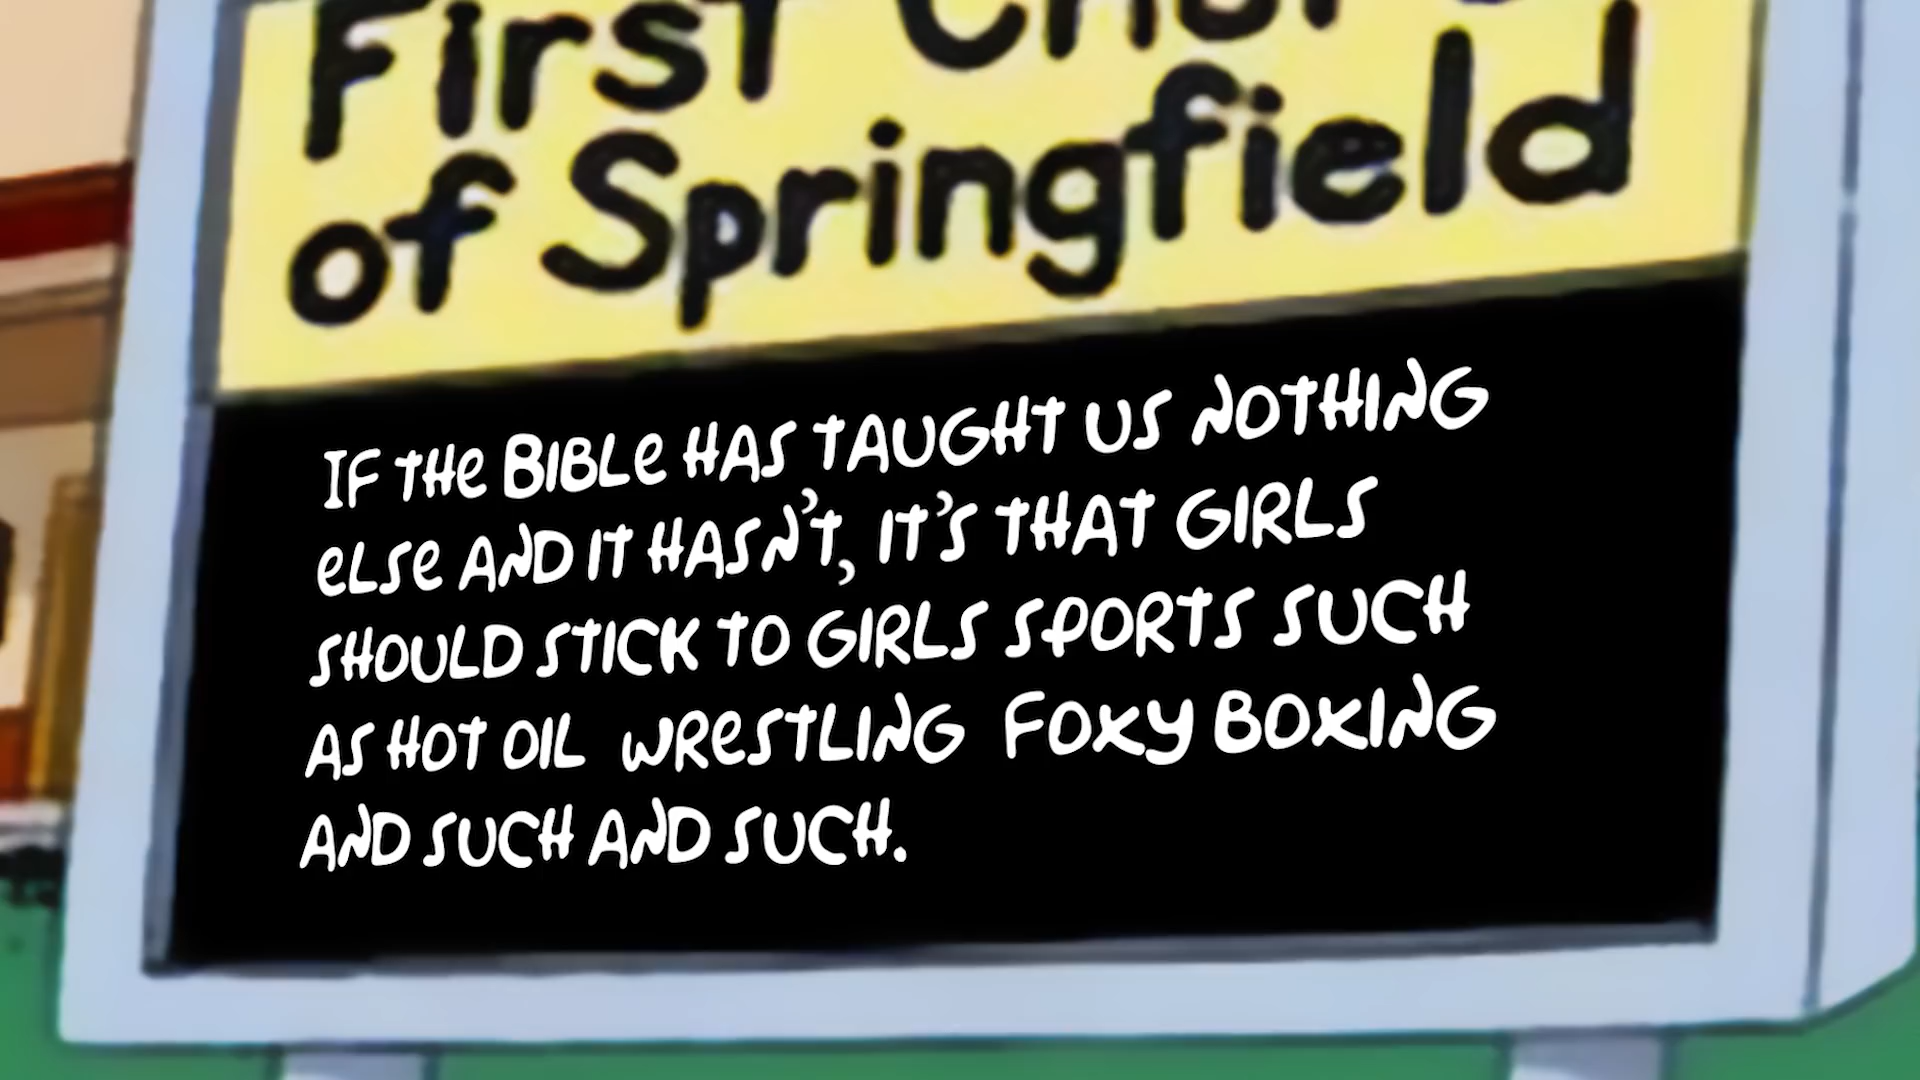 First
of Springfield
IF THE BIBLE HAS TAUGHT US NOTHING
ELSE AND IT HASN'T, IT'S THAT GIRLS
SHOULD STICK TO GIRLS SPORTS SUCH
AS HOT OIL WRESTLING FOXY BOXING
AND SUCH AND SUCH.